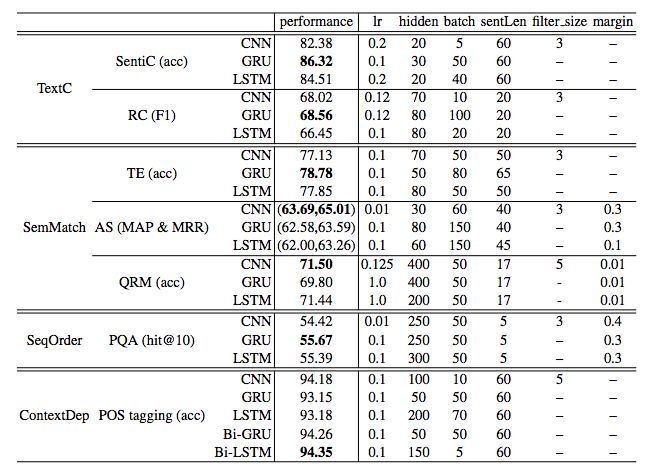 performance lr hidden batch sentLen filter_size margin
TextC SentiC (acc) CNN 82.38 0.2 20 5 60 3 –
GRU 86.32 0.1 30 50 60 – –
LSTM 84.51 0.2 20 40 60 – –
RC (F1) CNN 68.02 0.12 70 10 20 3 –
GRU 68.56 0.12 80 100 20 – –
LSTM 66.45 0.1 80 20 20 – –
SemMatch TE (acc) CNN 77.13 0.1 70 50 50 3 –
GRU 78.78 0.1 50 80 65 – –
LSTM 77.85 0.1 80 50 50 – –
AS (MAP & MRR) CNN (63.69,65.01) 0.01 30 60 40 3 0.3
GRU (62.58,63.59) 0.1 80 150 40 – 0.3
LSTM (62.00,63.26) 0.1 60 150 45 – 0.1
QRM (acc) CNN 71.50 0.125 400 50 17 5 0.01
GRU 69.80 1.0 400 50 17 - 0.01
LSTM 71.44 1.0 200 50 17 - 0.01
SeqOrder PQA (hit@10) CNN 54.42 0.01 250 50 5 3 0.4
GRU 55.67 0.1 250 50 5 – 0.3
LSTM 55.39 0.1 300 50 5 – 0.3
ContextDep POS tagging (acc) CNN 94.18 0.1 100 10 60 5 –
GRU 93.15 0.1 50 50 60 – –
LSTM 93.18 0.1 200 70 60 – –
Bi-GRU 94.26 0.1 50 50 60 – –
Bi-LSTM 94.35 0.1 150 5 60 – –